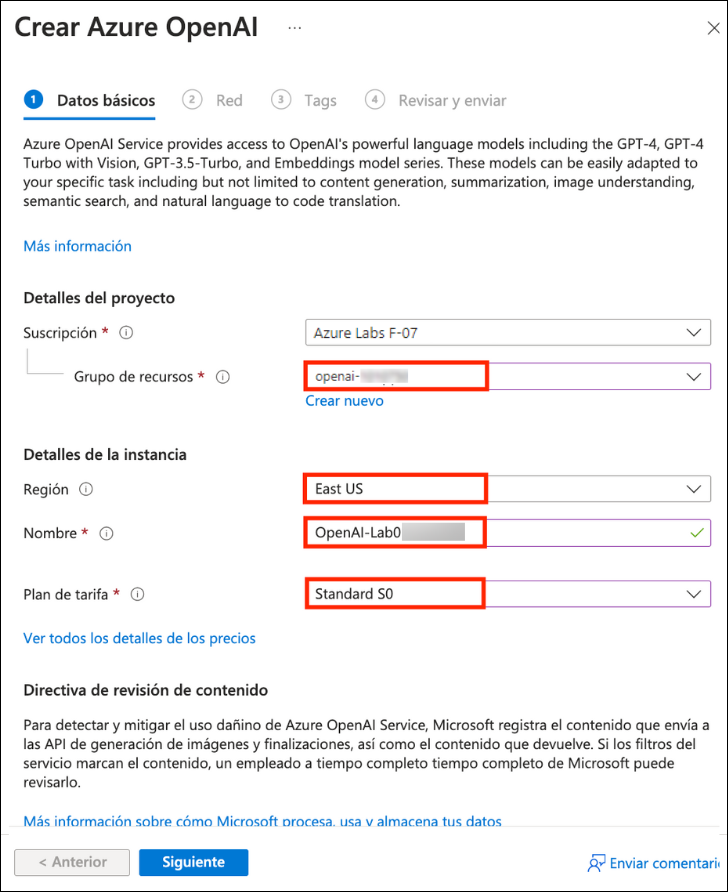 Crear Azure OpenAI ...
1 Datos básicos 2 Red 3 Tags 4 Revisar y enviar
Azure OpenAI Service provides access to OpenAI's powerful language models including the GPT-4, GPT-4
Turbo with Vision, GPT-3.5-Turbo, and Embeddings model series. These models can be easily adapted to
your specific task including but not limited to content generation, summarization, image understanding,
semantic search, and natural language to code translation.
Más información
Detalles del proyecto
Suscripción * Azure Labs F-07
Grupo de recursos * openai-
Crear nuevo
Detalles de la instancia
Región East US
Nombre * OpenAI-Lab0
Plan de tarifa * Standard S0
Ver todos los detalles de los precios
Directiva de revisión de contenido
Para detectar y mitigar el uso dañino de Azure OpenAI Service, Microsoft registra el contenido que envía a
las API de generación de imágenes y finalizaciones, así como el contenido que devuelve. Si los filtros del
servicio marcan el contenido, un empleado a tiempo completo tiempo completo de Microsoft puede
revisarlo.
Más información sobre cómo Microsoft procesa, usa y almacena tus datos
< Anterior Siguiente Enviar comentari